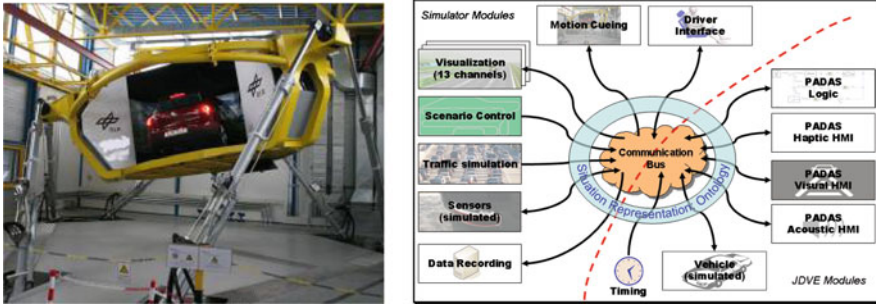 DLR
Simulator Modules
Motion Cueing
Driver
Interface
Visualization
(13 channels)
Scenario Control
Traffic simulation
Sensors
(simulated)
Data Recording
Timing
Communication
Bus
Situation Representation, Ontology
Vehicle
(simulated)
PADAS
Logic
PADAS
Haptic HMI
PADAS
Visual HMI
PADAS
Acoustic HMI
JDVE Modules